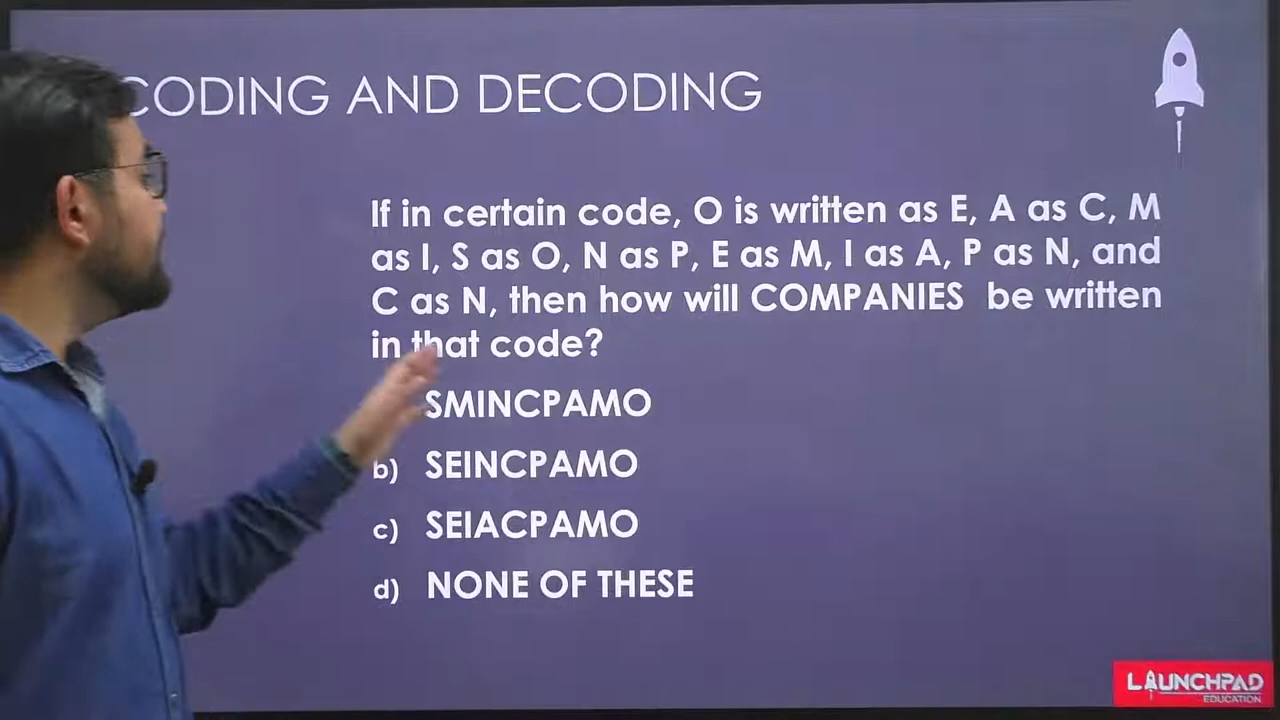 CODING AND DECODING
If in certain code, O is written as E, A as C, M
as I, S as O, N as P, E as M, I as A, P as N, and
C as N, then how will COMPANIES be written
in that code?
SMINCPAMO
b) SEINCPAMO
c) SEIACPAMO
d) NONE OF THESE
LAUNCHPAD
EDUCATION